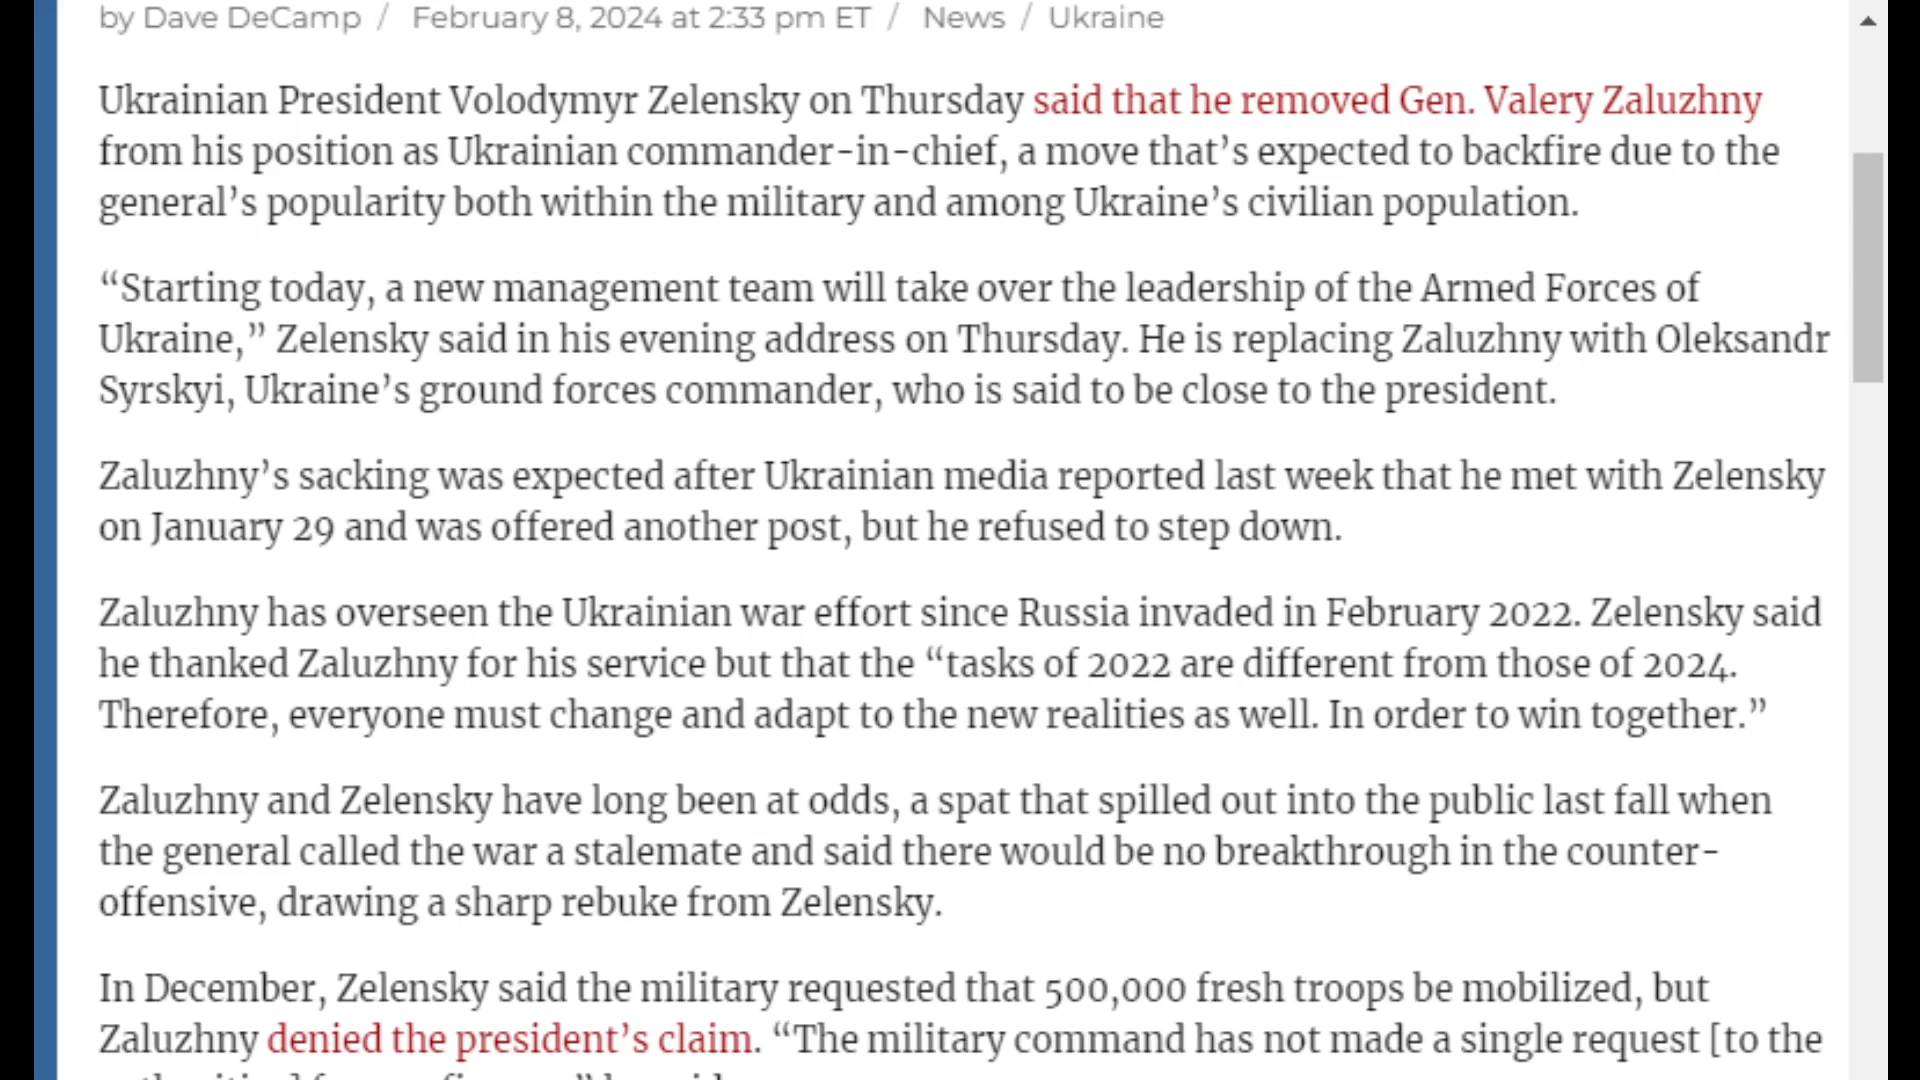 by Dave DeCamp / February 8, 2024 at 2:33 pm ET / News / Ukraine
Ukrainian President Volodymyr Zelensky on Thursday said that he removed Gen. Valery Zaluzhny
from his position as Ukrainian commander-in-chief, a move that’s expected to backfire due to the
general’s popularity both within the military and among Ukraine’s civilian population.
“Starting today, a new management team will take over the leadership of the Armed Forces of
Ukraine,” Zelensky said in his evening address on Thursday. He is replacing Zaluzhny with Oleksandr
Syrskyi, Ukraine’s ground forces commander, who is said to be close to the president.
Zaluzhny’s sacking was expected after Ukrainian media reported last week that he met with Zelensky
on January 29 and was offered another post, but he refused to step down.
Zaluzhny has overseen the Ukrainian war effort since Russia invaded in February 2022. Zelensky said
he thanked Zaluzhny for his service but that the “tasks of 2022 are different from those of 2024.
Therefore, everyone must change and adapt to the new realities as well. In order to win together.”
Zaluzhny and Zelensky have long been at odds, a spat that spilled out into the public last fall when
the general called the war a stalemate and said there would be no breakthrough in the counter-
offensive, drawing a sharp rebuke from Zelensky.
In December, Zelensky said the military requested that 500,000 fresh troops be mobilized, but
Zaluzhny denied the president’s claim. “The military command has not made a single request [to the